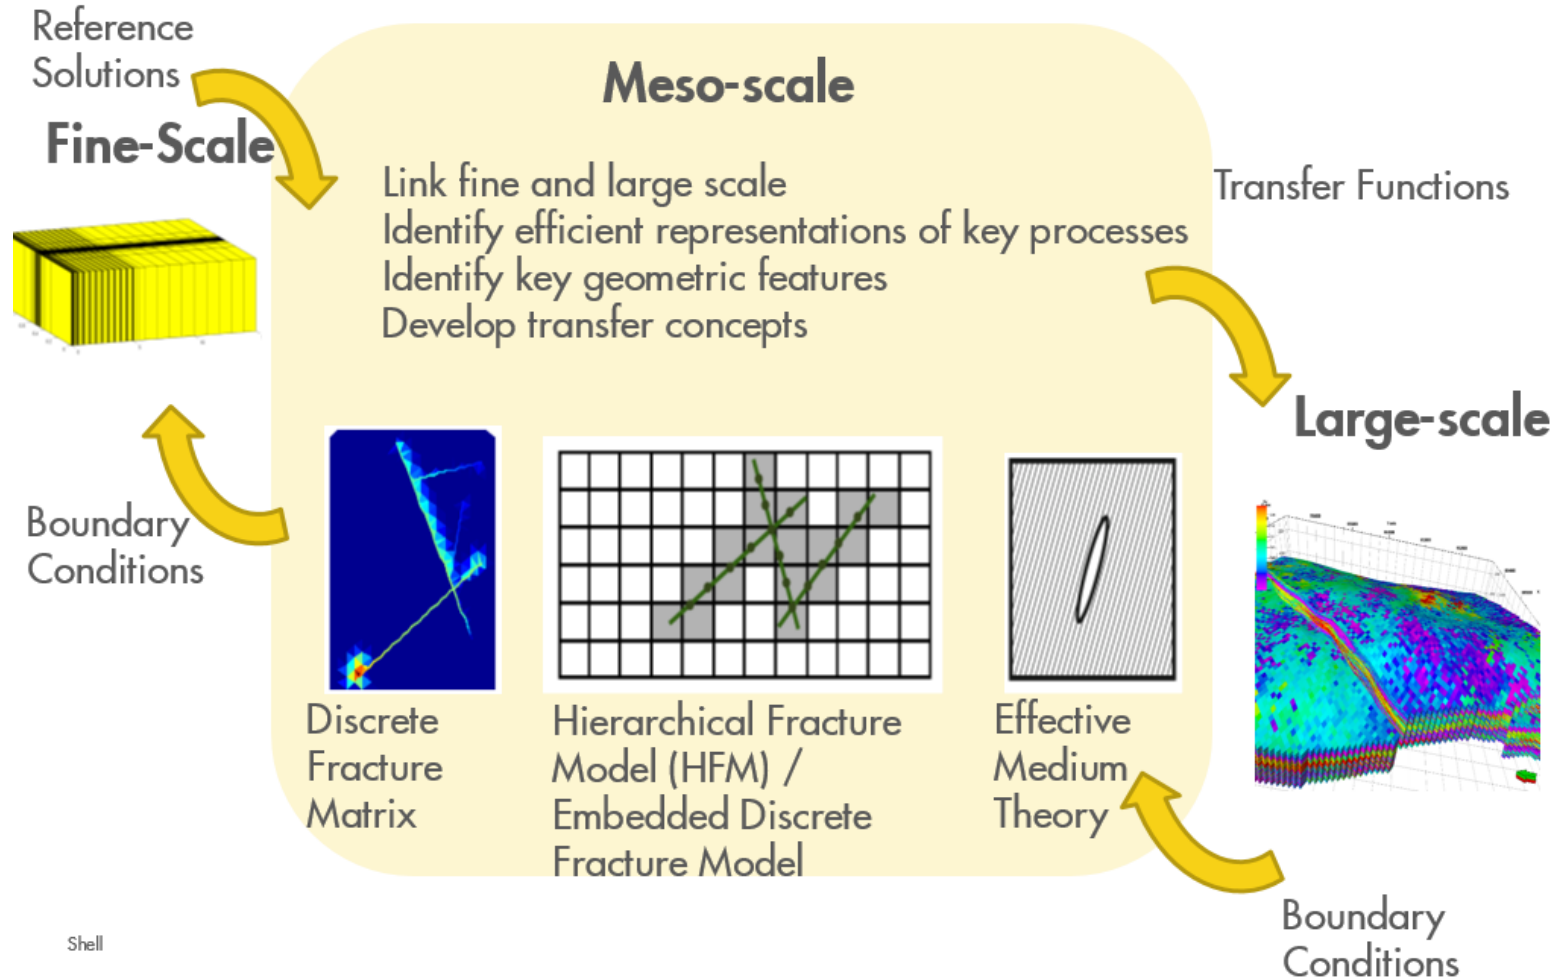 Reference
Solutions
Fine-Scale
Meso-scale
Link fine and large scale
Identify efficient representations of key processes
Identify key geometric features
Develop transfer concepts
Transfer Functions
Large-scale
Boundary
Conditions
Discrete
Fracture
Matrix
Hierarchical Fracture
Model (HFM) /
Embedded Discrete
Fracture Model
Effective
Medium
Theory
Boundary
Conditions
Shell